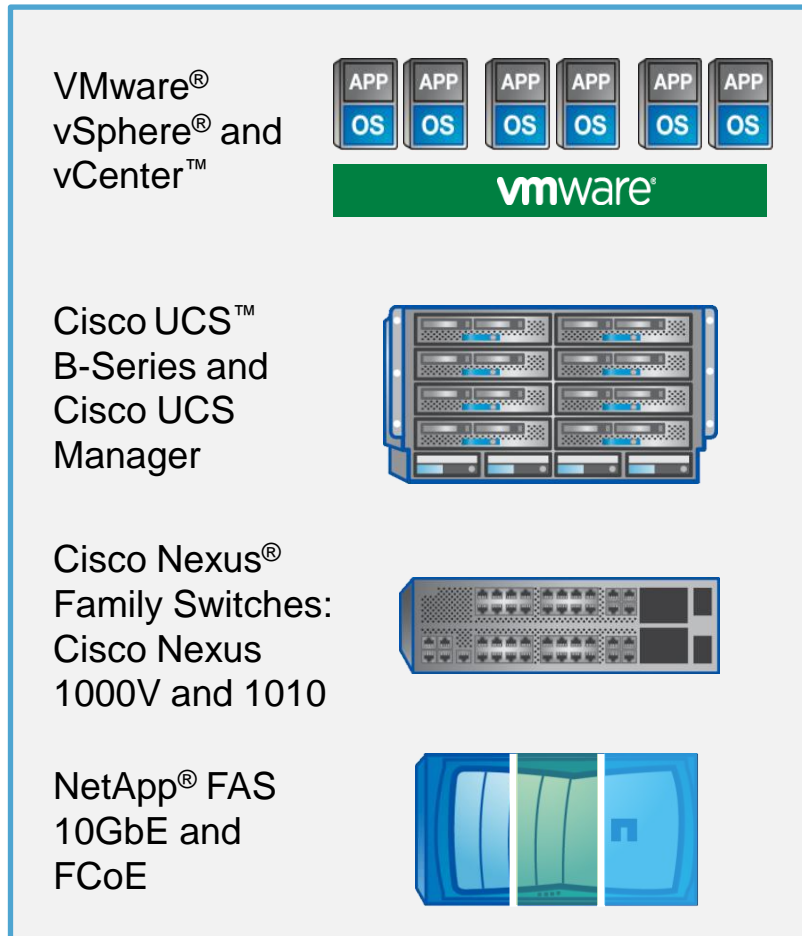 VMware®
vSphere® and
vCenter™
APP APP APP APP APP APP
OS OS OS OS OS OS
vmware®
Cisco UCS™
B-Series and
Cisco UCS
Manager
Cisco Nexus®
Family Switches:
Cisco Nexus
1000V and 1010
NetApp® FAS
10GbE and
FCoE